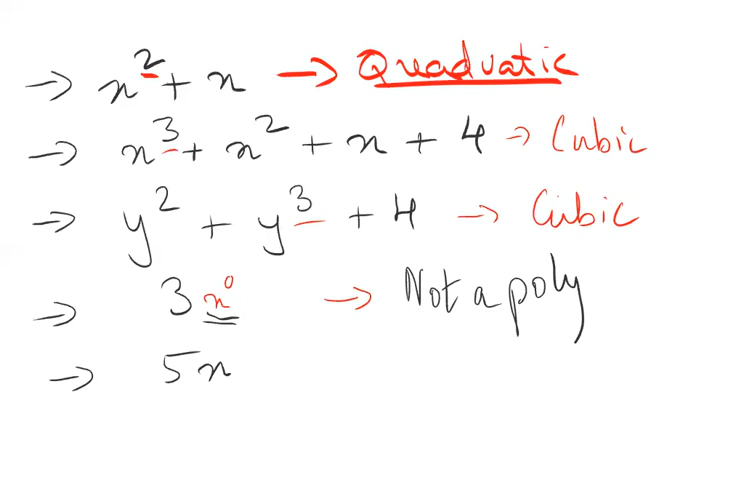 → x² + x → Quadratic
→ x³ + x² + x + 4 → Cubic
→ y² + y³ + 4 → Cubic
→ 3x⁰ → Not a poly
→ 5x